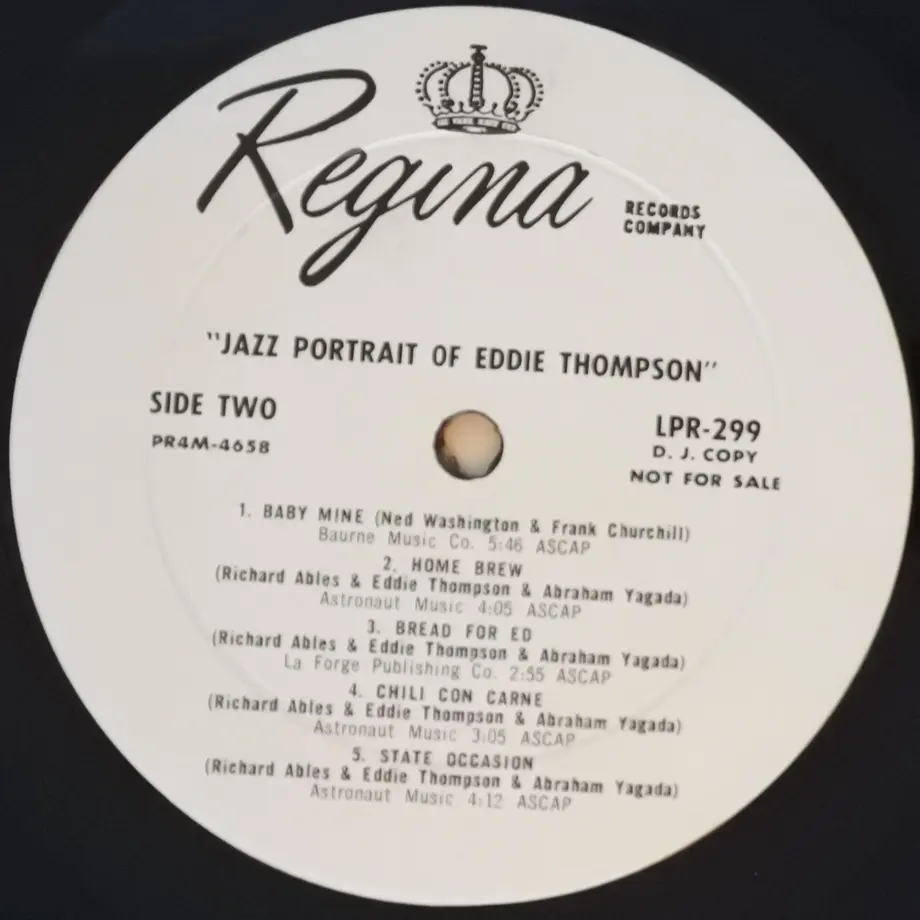 Regina
RECORDS
COMPANY
"JAZZ PORTRAIT OF EDDIE THOMPSON"
SIDE TWO
PR4M-4658
LPR-299
D. J. COPY
NOT FOR SALE
1. BABY MINE (Ned Washington & Frank Churchill)
Baurne Music Co. 5:46 ASCAP
2. HOME BREW
(Richard Ables & Eddie Thompson & Abraham Yagada)
Astronaut Music 4:05 ASCAP
3. BREAD FOR ED
(Richard Ables & Eddie Thompson & Abraham Yagada)
La Forge Publishing Co. 2:55 ASCAP
4. CHILI CON CARNE
(Richard Ables & Eddie Thompson & Abraham Yagada)
Astronaut Music 3:05 ASCAP
5. STATE OCCASION
(Richard Ables & Eddie Thompson & Abraham Yagada)
Astronaut Music 4:12 ASCAP